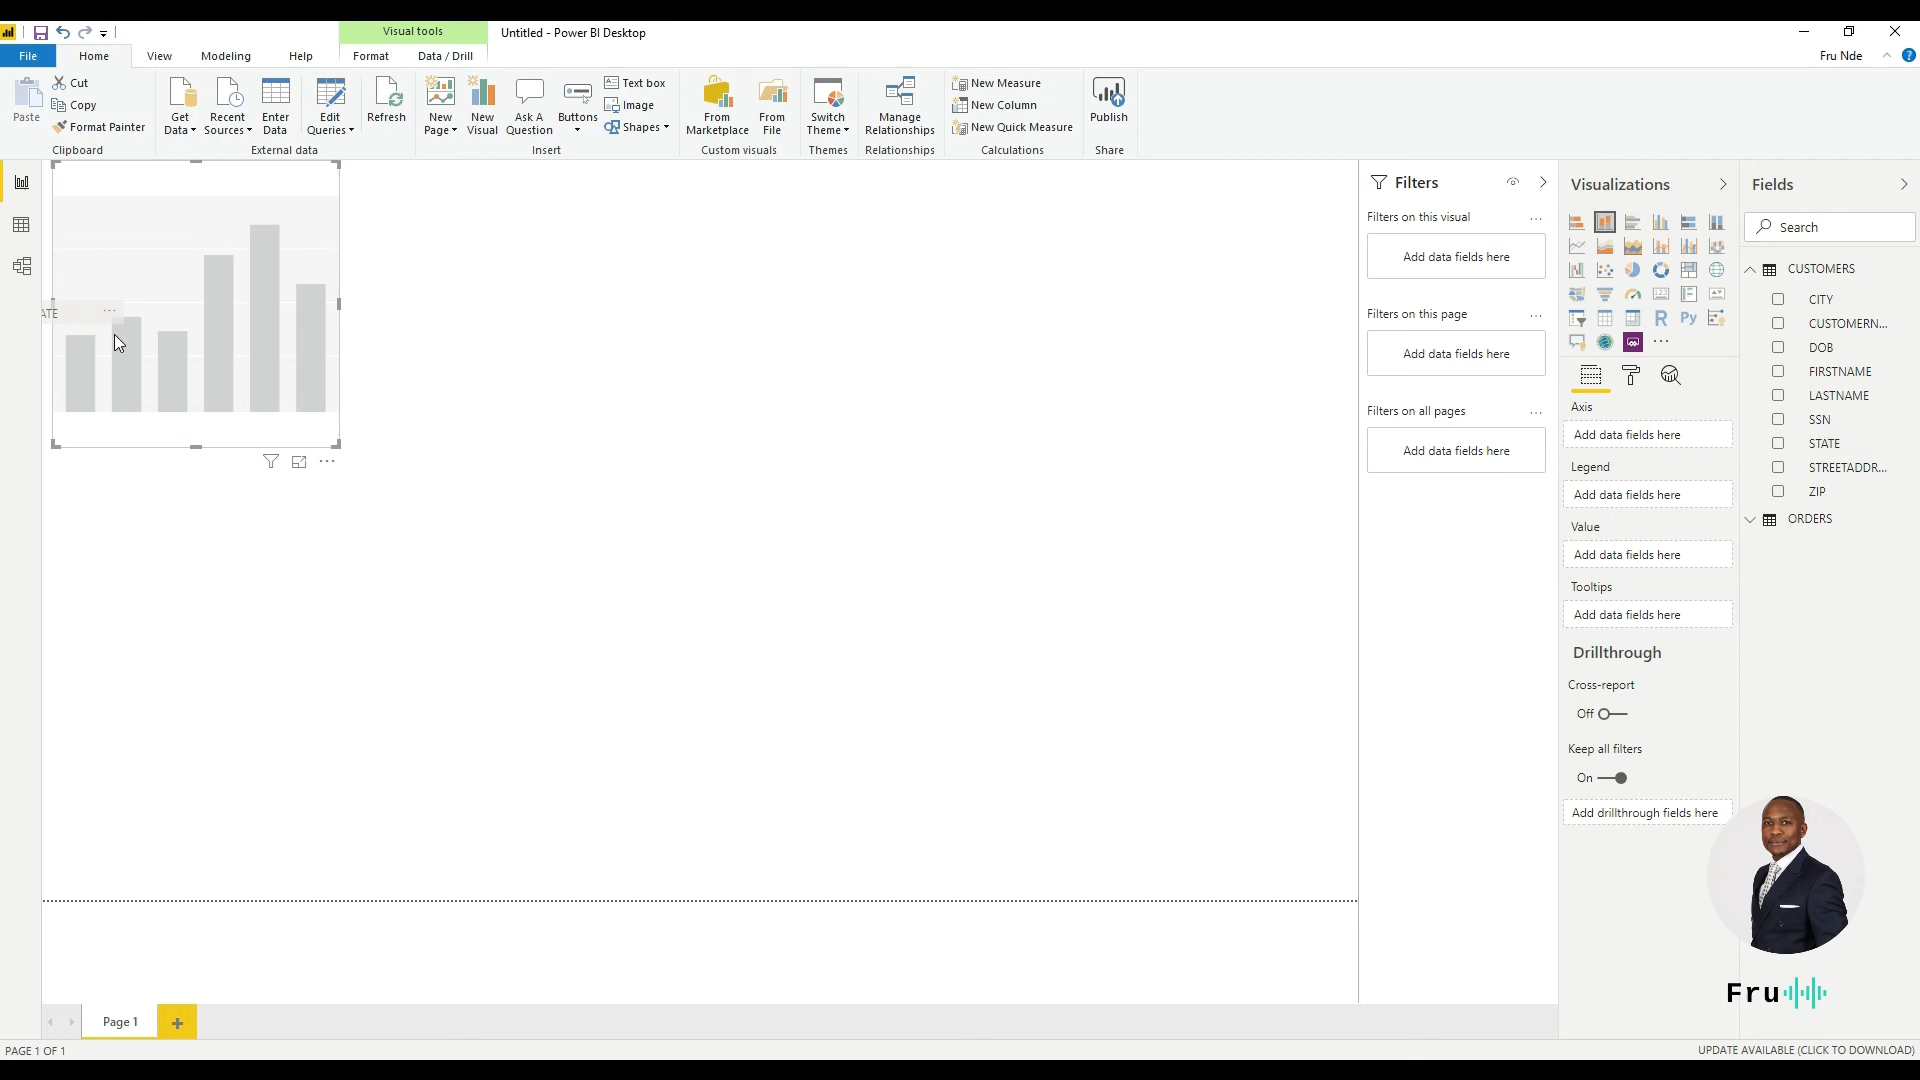 Visual tools
Untitled - Power BI Desktop
File
Home
View
Modeling
Help
Format
Data / Drill
Fru Nde
Paste
Cut
Copy
Format Painter
Clipboard
Get Data
Recent Sources
Enter Data
External data
Edit Queries
Refresh
New Page
New Visual
Ask A Question
Buttons
Text box
Image
Shapes
Insert
From Marketplace
From File
Custom visuals
Switch Theme
Themes
Manage Relationships
Relationships
New Measure
New Column
New Quick Measure
Calculations
Publish
Share
ATE
Filters
Filters on this visual
Add data fields here
Filters on this page
Add data fields here
Filters on all pages
Add data fields here
Visualizations
R
Py
Axis
Add data fields here
Legend
Add data fields here
Value
Add data fields here
Tooltips
Add data fields here
Drillthrough
Cross-report
Off
Keep all filters
On
Add drillthrough fields here
Fields
Search
CUSTOMERS
CITY
CUSTOMERN...
DOB
FIRSTNAME
LASTNAME
SSN
STATE
STREETADDR...
ZIP
ORDERS
Fru
Page 1
PAGE 1 OF 1
UPDATE AVAILABLE (CLICK TO DOWNLOAD)